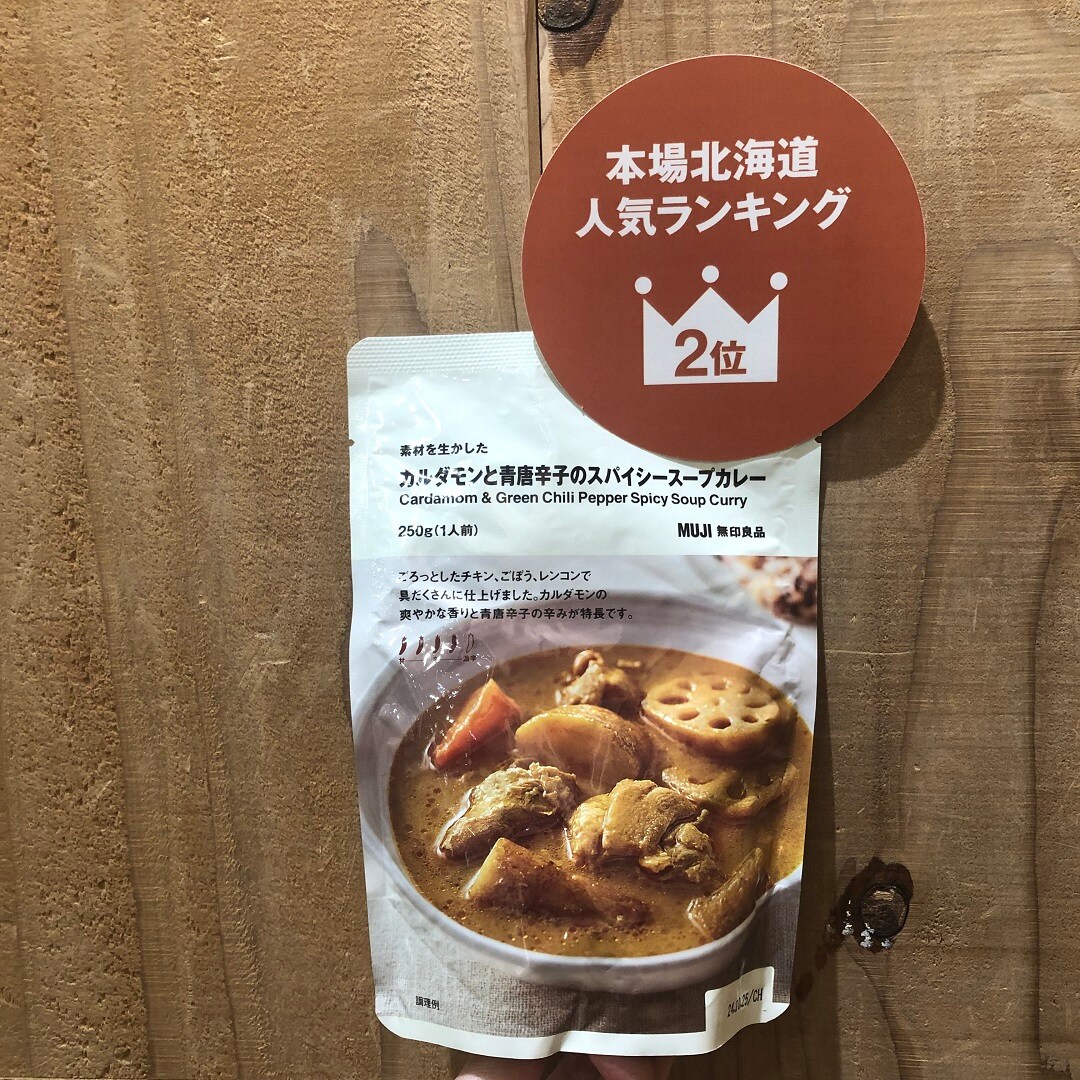 本場北海道
人気ランキング
2位
素材を生かした
カルダモンと青唐辛子のスパイシースープカレー
Cardamom & Green Chili Pepper Spicy Soup Curry
250g(1人前)
MUJI 無印良品
ごろっとしたチキン、ごぼう、レンコンで
具だくさんに仕上げました。カルダモンの
爽やかな香りと青唐辛子の辛みが特長です。
調理例